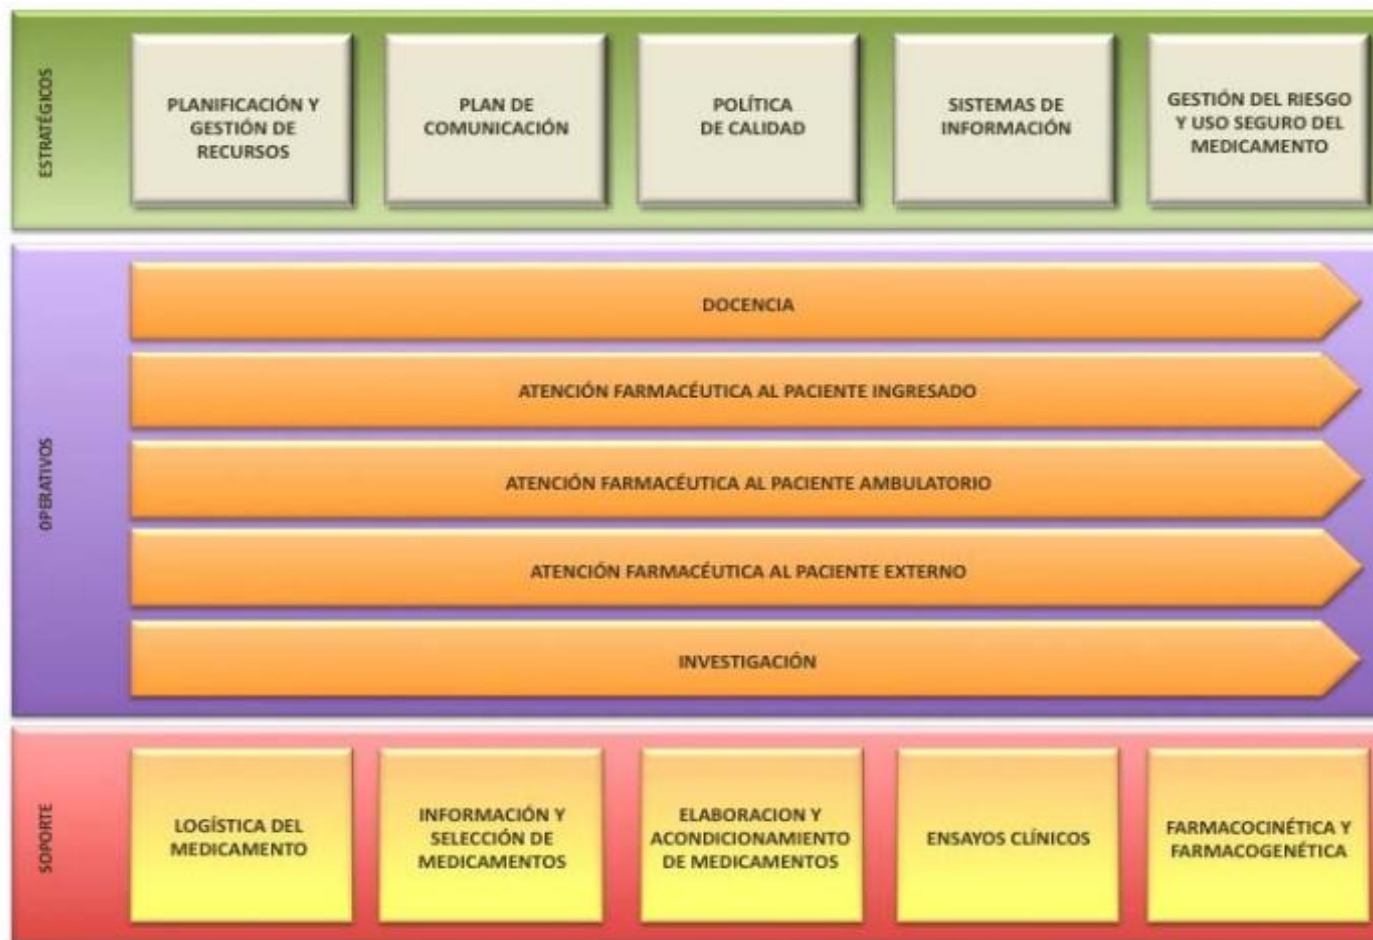 ESTRATÉGICOS
PLANIFICACIÓN Y
GESTIÓN DE
RECURSOS
PLAN DE
COMUNICACIÓN
POLÍTICA
DE CALIDAD
SISTEMAS DE
INFORMACIÓN
GESTIÓN DEL RIESGO
Y USO SEGURO DEL
MEDICAMENTO
OPERATIVOS
DOCENCIA
ATENCIÓN FARMACÉUTICA AL PACIENTE INGRESADO
ATENCIÓN FARMACÉUTICA AL PACIENTE AMBULATORIO
ATENCIÓN FARMACÉUTICA AL PACIENTE EXTERNO
INVESTIGACIÓN
SOPORTE
LOGÍSTICA DEL
MEDICAMENTO
INFORMACIÓN Y
SELECCIÓN DE
MEDICAMENTOS
ELABORACION Y
ACONDICIONAMIENTO
DE MEDICAMENTOS
ENSAYOS CLÍNICOS
FARMACOCINÉTICA Y
FARMACOGENÉTICA